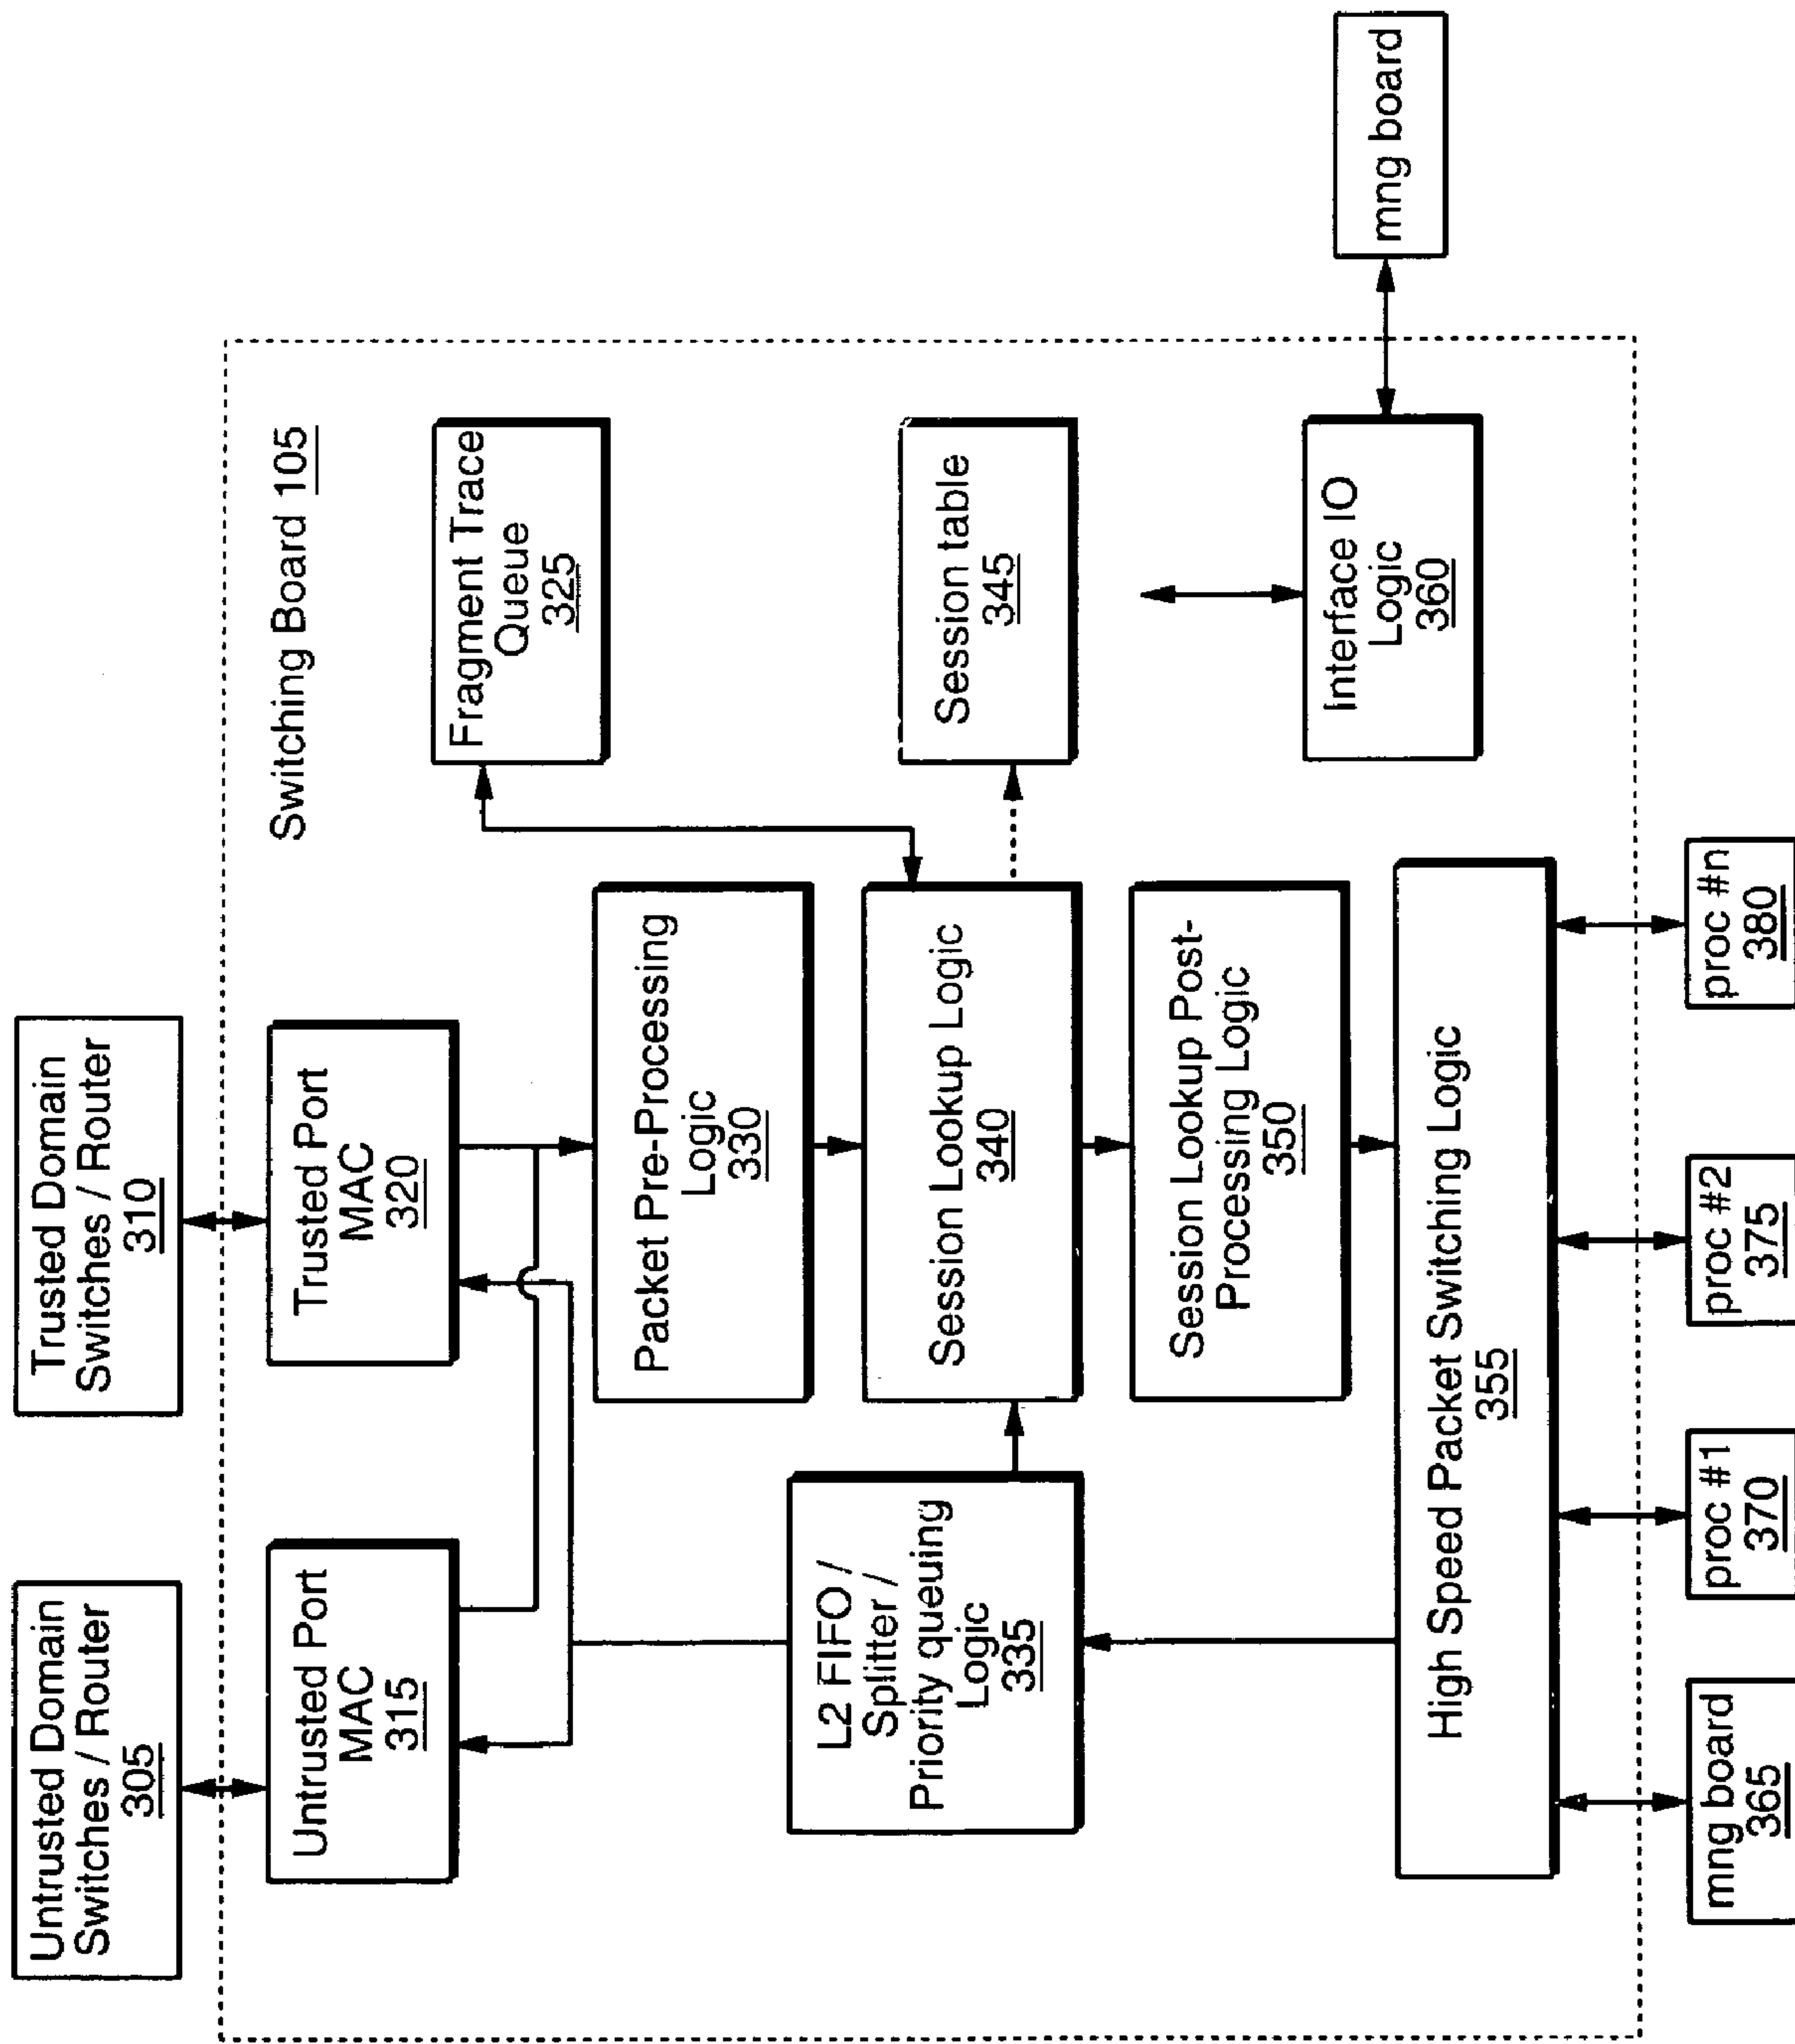 Untrusted Domain
Switches / Router
305
Trusted Domain
Switches / Router
310
Switching Board 105
Untrusted Port
MAC
315
Trusted Port
MAC
320
Fragment Trace
Queue
325
Packet Pre-Processing
Logic
330
L2 FIFO /
Splitter /
Priority queuing
Logic
335
Session Lookup Logic
340
Session table
345
Session Lookup Post-
Processing Logic
350
High Speed Packet Switching Logic
355
Interface IO
Logic
360
mng board
mng board
365
proc #1
370
proc #2
375
proc #n
380